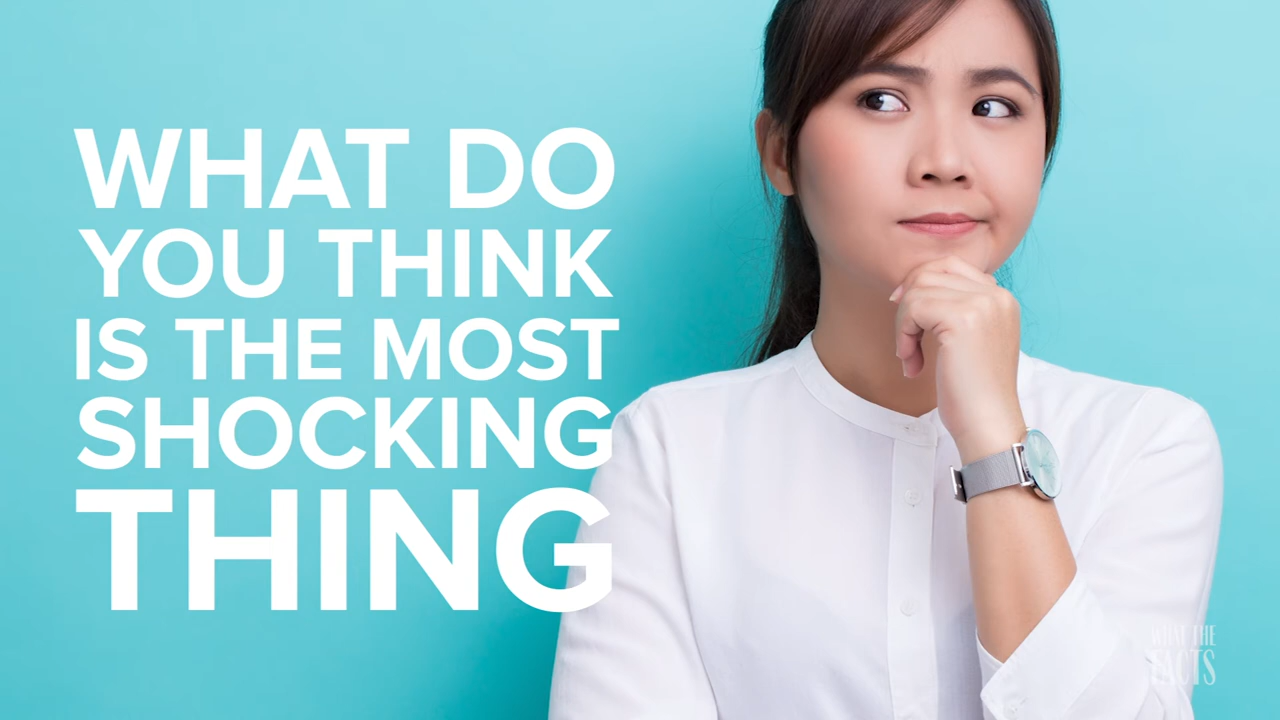 WHAT DO
YOU THINK
IS THE MOST
SHOCKING
THING
WHAT THE
FACTS